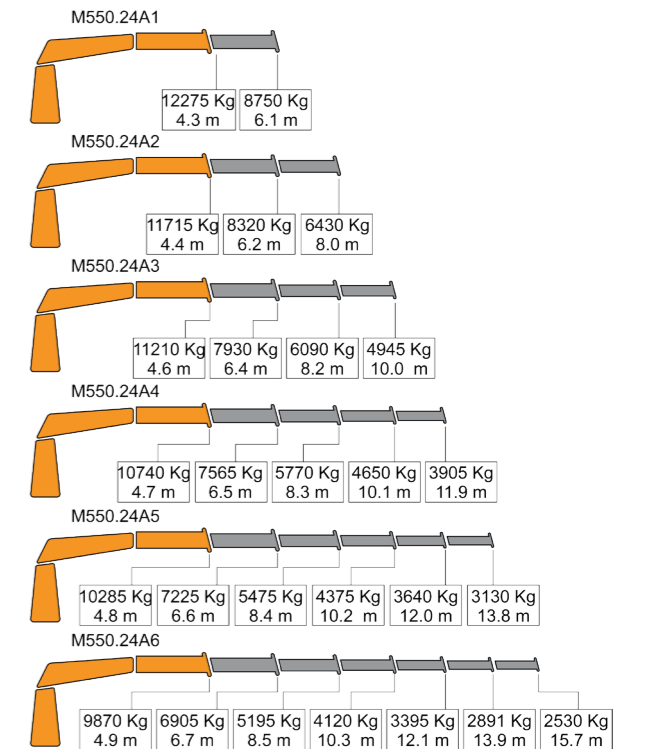 M550.24A1
12275 Kg 8750 Kg
4.3 m 6.1 m
M550.24A2
11715 Kg 8320 Kg 6430 Kg
4.4 m 6.2 m 8.0 m
M550.24A3
11210 Kg 7930 Kg 6090 Kg 4945 Kg
4.6 m 6.4 m 8.2 m 10.0 m
M550.24A4
10740 Kg 7565 Kg 5770 Kg 4650 Kg 3905 Kg
4.7 m 6.5 m 8.3 m 10.1 m 11.9 m
M550.24A5
10285 Kg 7225 Kg 5475 Kg 4375 Kg 3640 Kg 3130 Kg
4.8 m 6.6 m 8.4 m 10.2 m 12.0 m 13.8 m
M550.24A6
9870 Kg 6905 Kg 5195 Kg 4120 Kg 3395 Kg 2891 Kg 2530 Kg
4.9 m 6.7 m 8.5 m 10.3 m 12.1 m 13.9 m 15.7 m